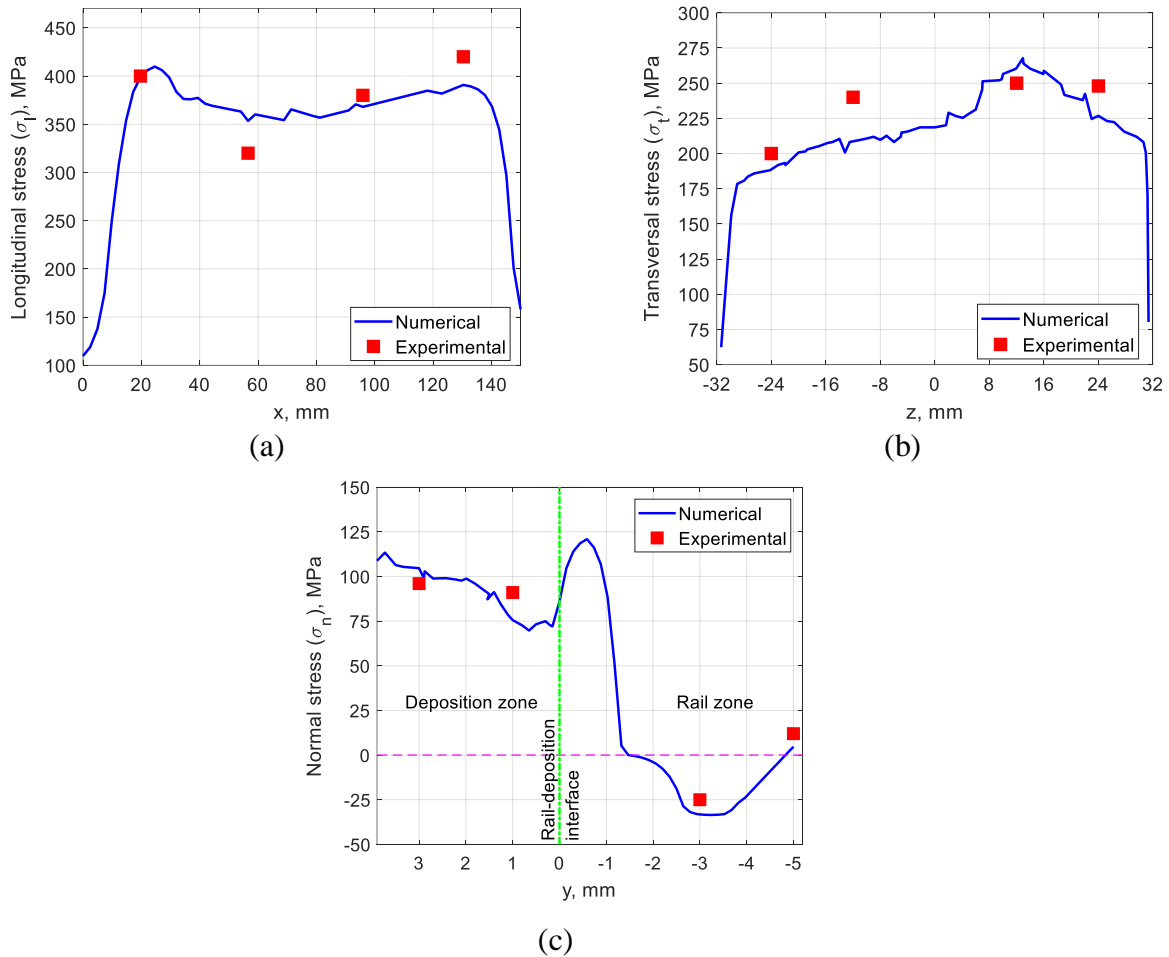 Longitudinal stress (σl), MPa
450
400
350
300
250
200
150
100
0 20 40 60 80 100 120 140
x, mm
Numerical
Experimental
(a)
Transversal stress (σt), MPa
300
275
250
225
200
175
150
125
100
75
50
-32 -24 -16 -8 0 8 16 24 32
z, mm
Numerical
Experimental
(b)
Normal stress (σn), MPa
150
125
100
75
50
25
0
-25
-50
3 2 1 0 -1 -2 -3 -4 -5
y, mm
Numerical
Experimental
Deposition zone
Rail zone
Rail-deposition
interface
(c)